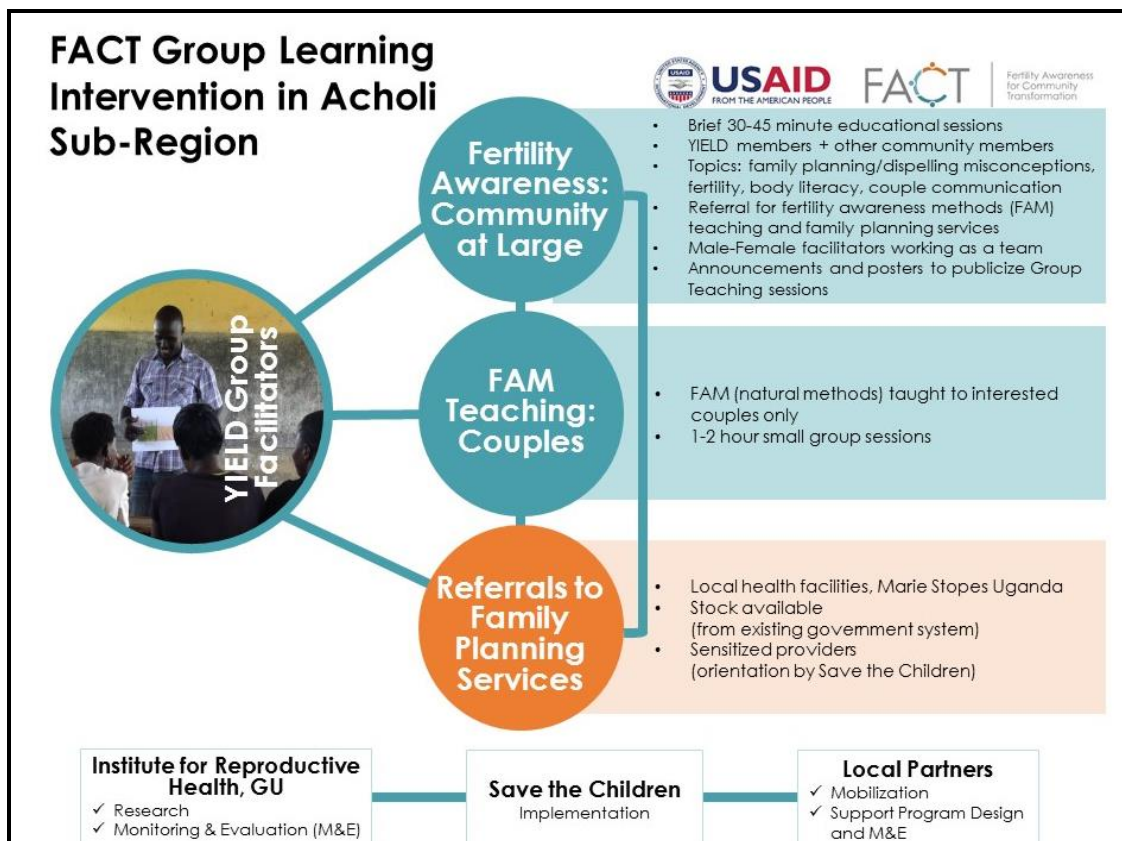 FACT Group Learning
Intervention in Acholi
Sub-Region
USAID
FROM THE AMERICAN PEOPLE
FACT
Fertility Awareness
for Community
Transformation
YIELD Group
Facilitators
Fertility
Awareness:
Community
at Large
• Brief 30-45 minute educational sessions
• YIELD members + other community members
• Topics: family planning/dispelling misconceptions,
fertility, body literacy, couple communication
• Referral for fertility awareness methods (FAM)
teaching and family planning services
• Male-Female facilitators working as a team
• Announcements and posters to publicize Group
Teaching sessions
FAM
Teaching:
Couples
• FAM (natural methods) taught to interested
couples only
• 1-2 hour small group sessions
Referrals to
Family
Planning
Services
• Local health facilities, Marie Stopes Uganda
• Stock available
(from existing government system)
• Sensitized providers
(orientation by Save the Children)
Institute for Reproductive
Health, GU
✓ Research
✓ Monitoring & Evaluation (M&E)
Save the Children
Implementation
Local Partners
✓ Mobilization
✓ Support Program Design
and M&E